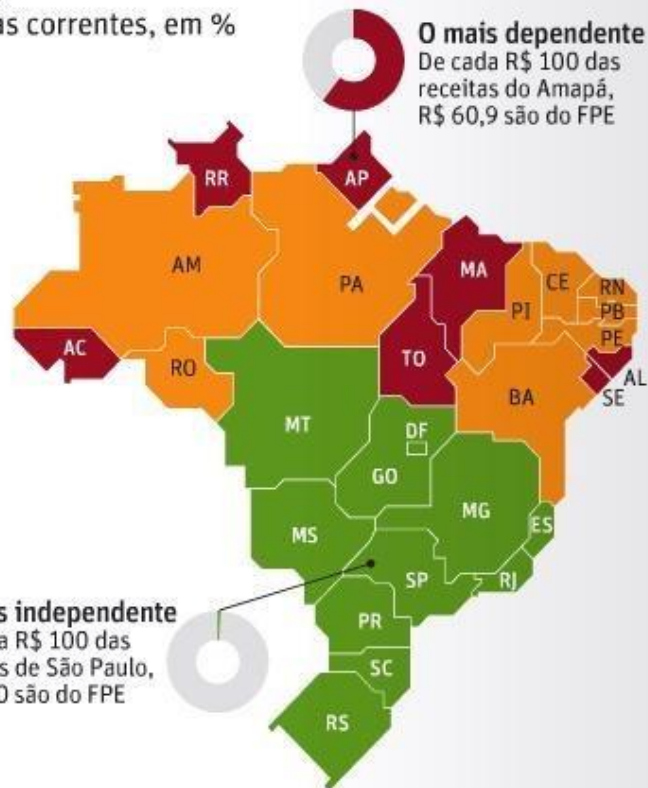 as correntes, em %
O mais dependente
De cada R$ 100 das
receitas do Amapá,
R$ 60,9 são do FPE
RR
AP
AM
PA
MA
CE
RN
PI
PB
PE
AC
RO
TO
AL
SE
BA
MT
DF
GO
MG
ES
MS
SP
RJ
PR
SC
RS
s independente
a R$ 100 das
s de São Paulo,
0 são do FPE